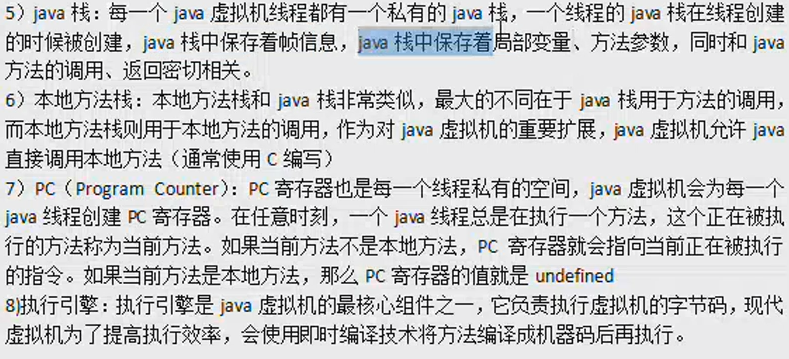 5）java 栈：每一个 java 虚拟机线程都有一个私有的 java 栈，一个线程的 java 栈在线程创建
的时候被创建，java 栈中保存着帧信息，java 栈中保存着局部变量、方法参数，同时和 java
方法的调用、返回密切相关。
6）本地方法栈：本地方法栈和 java 栈非常类似，最大的不同在于 java 栈用于方法的调用，
而本地方法栈则用于本地方法的调用，作为对 java 虚拟机的重要扩展，java 虚拟机允许 java
直接调用本地方法（通常使用 C 编写）
7）PC（Program Counter）：PC 寄存器也是每一个线程私有的空间，java 虚拟机会为每一个
java 线程创建 PC 寄存器。在任意时刻，一个 java 线程总是在执行一个方法，这个正在被执
行的方法称为当前方法。如果当前方法不是本地方法，PC 寄存器就会指向当前正在被执行
的指令。如果当前方法是本地方法，那么 PC 寄存器的值就是 undefined
8)执行引擎：执行引擎是 java 虚拟机的最核心组件之一，它负责执行虚拟机的字节码，现代
虚拟机为了提高执行效率，会使用即时编译技术将方法编译成机器码后再执行。